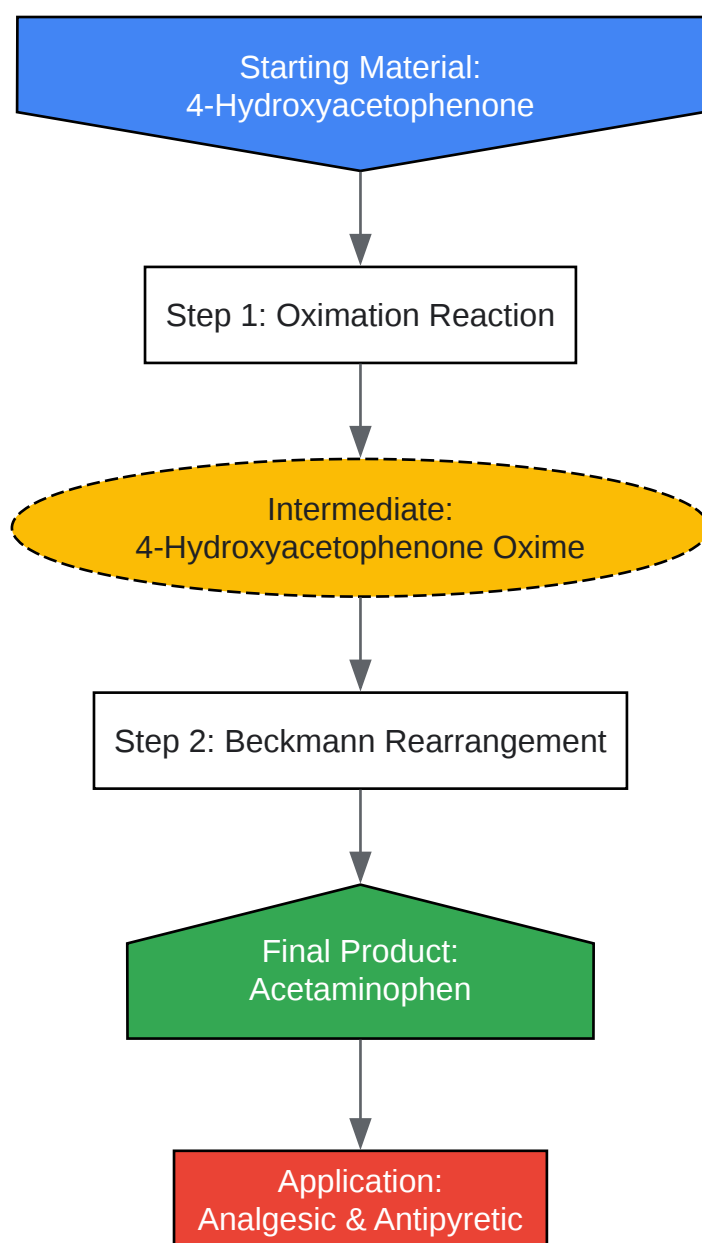 Starting Material:
4-Hydroxyacetophenone
Step 1: Oximation Reaction
Intermediate:
4-Hydroxyacetophenone Oxime
Step 2: Beckmann Rearrangement
Final Product:
Acetaminophen
Application:
Analgesic & Antipyretic